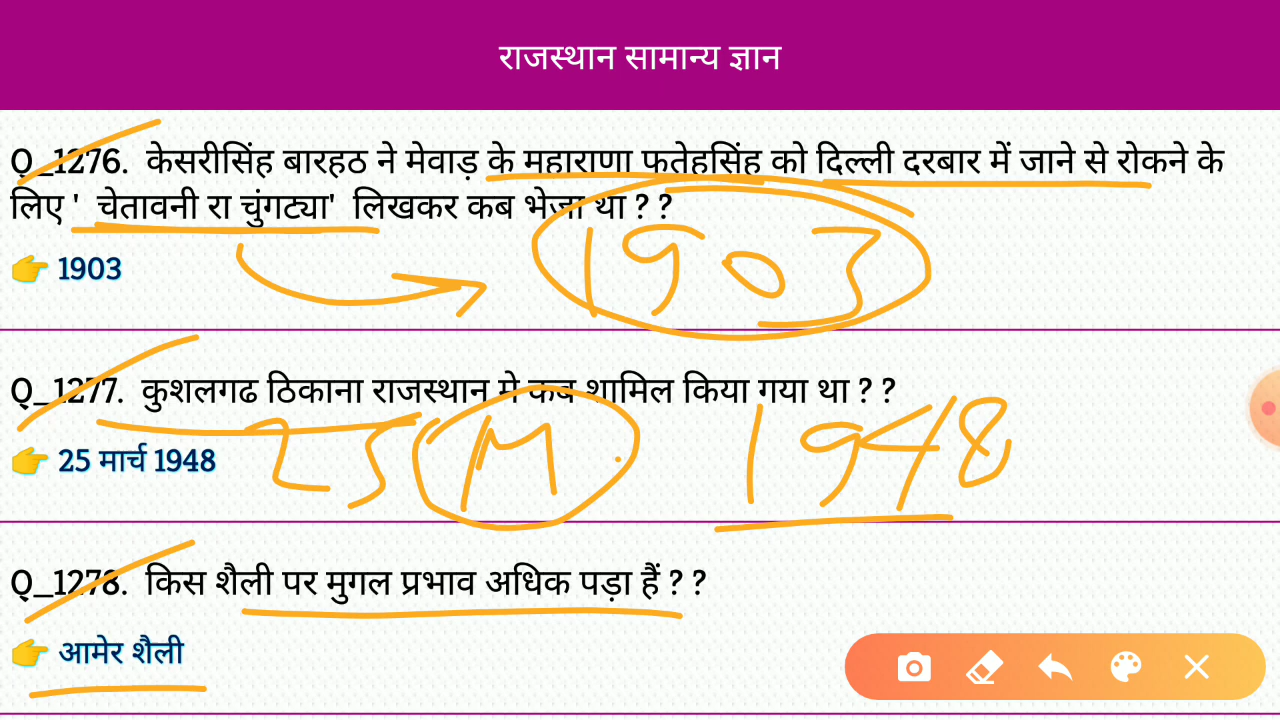 राजस्थान सामान्य ज्ञान
Q_1276. केसरीसिंह बारहठ ने मेवाड़ के महाराणा फतेहसिंह को दिल्ली दरबार में जाने से रोकने के
लिए ' चेतावनी रा चुंगट्या' लिखकर कब भेजा था ? ?
👉 1903
1903
Q_1277. कुशलगढ ठिकाना राजस्थान मे कब शामिल किया गया था ? ?
👉 25 मार्च 1948
25 M 1948
Q_1278. किस शैली पर मुगल प्रभाव अधिक पड़ा हैं ? ?
👉 आमेर शैली